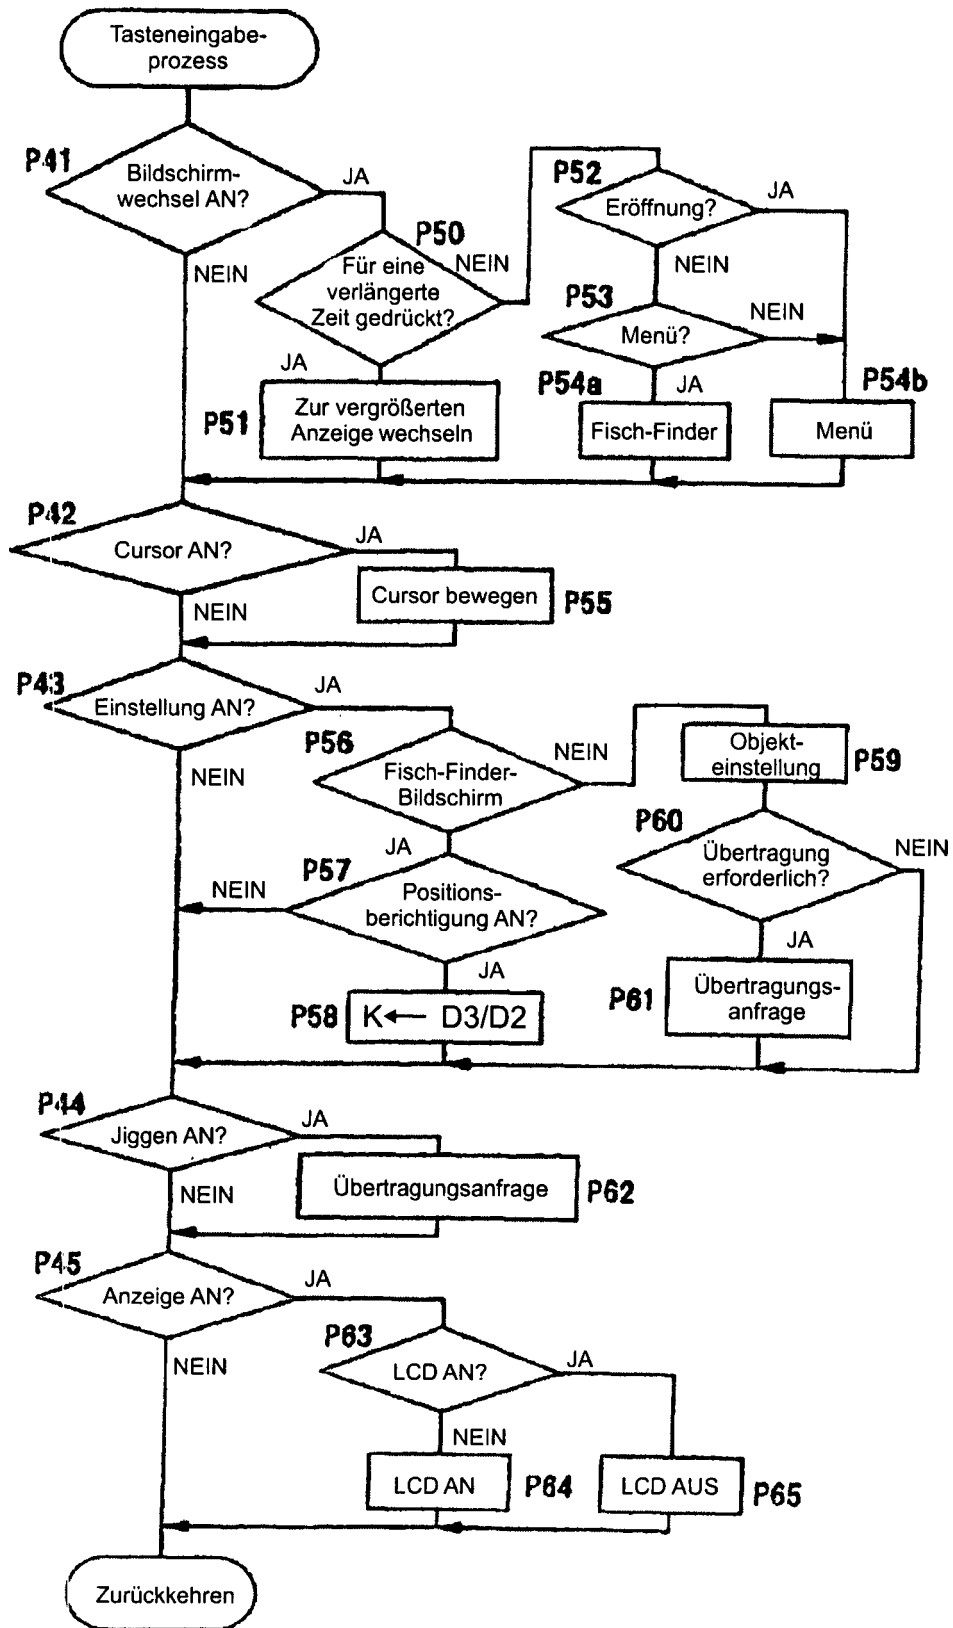 Tasteneingabe-
prozess
P41
Bildschirm-
wechsel AN?
JA
NEIN
P50
Für eine
verlängerte
Zeit gedrückt?
NEIN
JA
P51
Zur vergrößerten
Anzeige wechseln
P52
Eröffnung?
JA
NEIN
P53
Menü?
NEIN
JA
P54a
Fisch-Finder
P54b
Menü
P42
Cursor AN?
JA
NEIN
Cursor bewegen
P55
P43
Einstellung AN?
JA
NEIN
P56
Fisch-Finder-
Bildschirm
NEIN
JA
P57
Positions-
berichtigung AN?
NEIN
JA
P58
K← D3/D2
Objekt-
einstellung
P59
P60
Übertragung
erforderlich?
NEIN
JA
P61
Übertragungs-
anfrage
P44
Jiggen AN?
JA
NEIN
Übertragungsanfrage
P62
P45
Anzeige AN?
JA
NEIN
P63
LCD AN?
JA
NEIN
LCD AN
P64
LCD AUS
P65
Zurückkehren